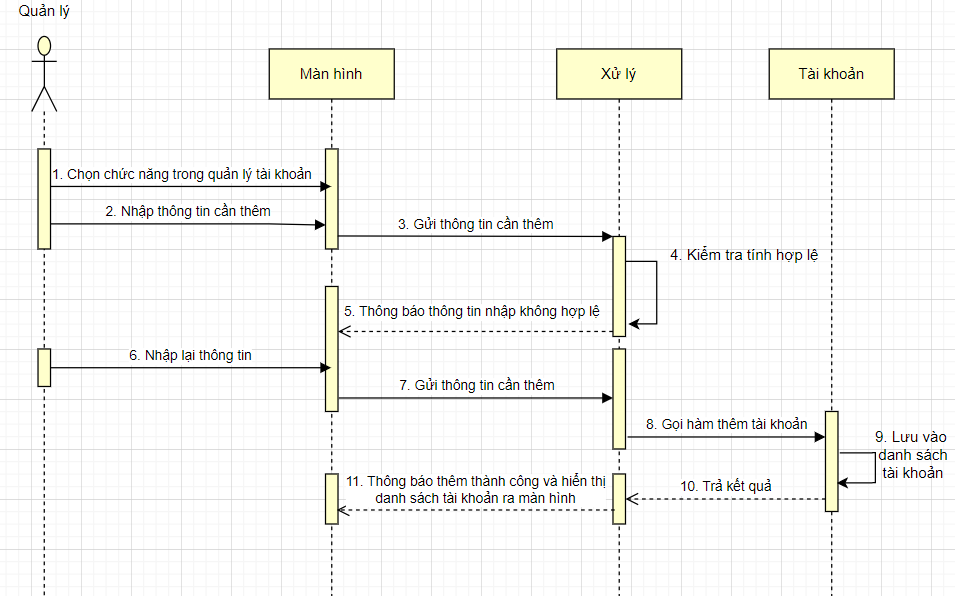 Quản lý
Màn hình
Xử lý
Tài khoản
1. Chọn chức năng trong quản lý tài khoản
2. Nhập thông tin cần thêm
3. Gửi thông tin cần thêm
4. Kiểm tra tính hợp lệ
5. Thông báo thông tin nhập không hợp lệ
6. Nhập lại thông tin
7. Gửi thông tin cần thêm
8. Gọi hàm thêm tài khoản
9. Lưu vào
danh sách
tài khoản
10. Trả kết quả
11. Thông báo thêm thành công và hiển thị
danh sách tài khoản ra màn hình